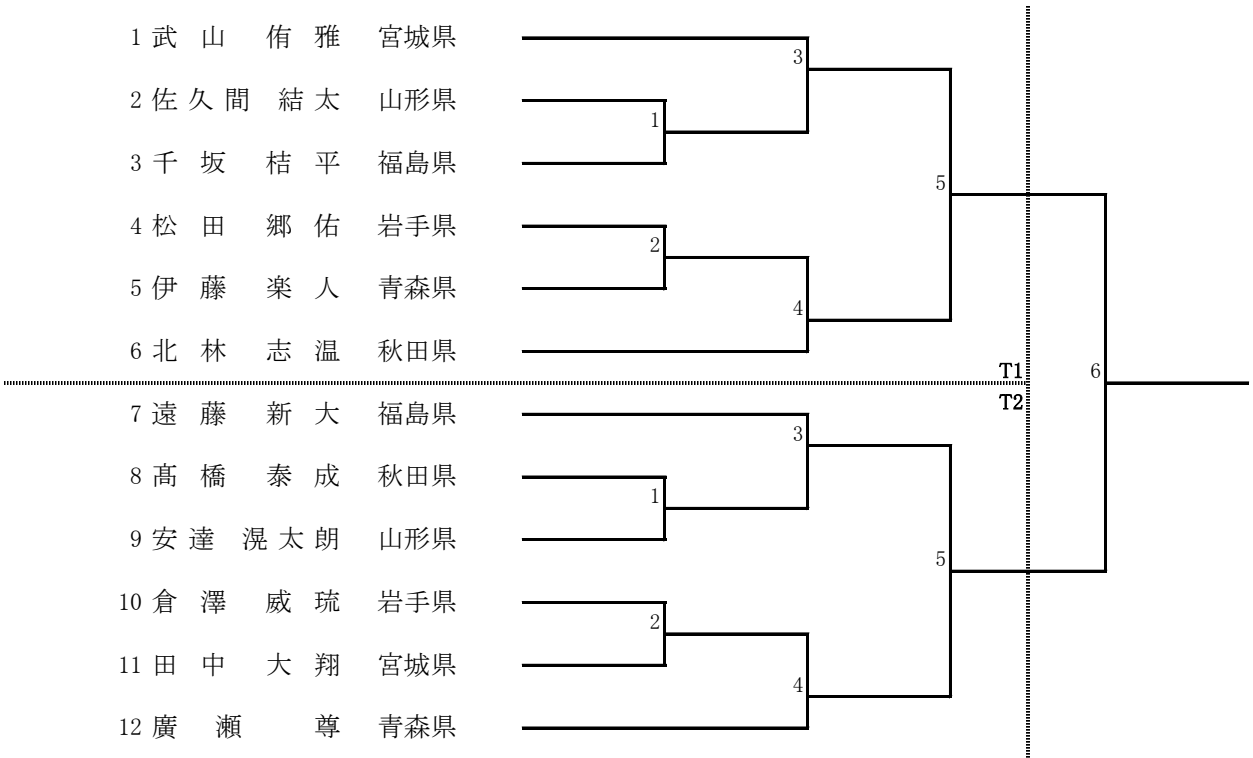 1 武山 侑雅 宮城県
3
2 佐久間 結太 山形県
1
3 千坂 桔平 福島県
5
4 松田 郷佑 岩手県
2
5 伊藤 楽人 青森県
4
6 北林 志温 秋田県
T1 6
T2
7 遠藤 新大 福島県
3
8 髙橋 泰成 秋田県
1
9 安達 滉太朗 山形県
5
10 倉澤 威琉 岩手県
2
11 田中 大翔 宮城県
4
12 廣瀬 尊 青森県